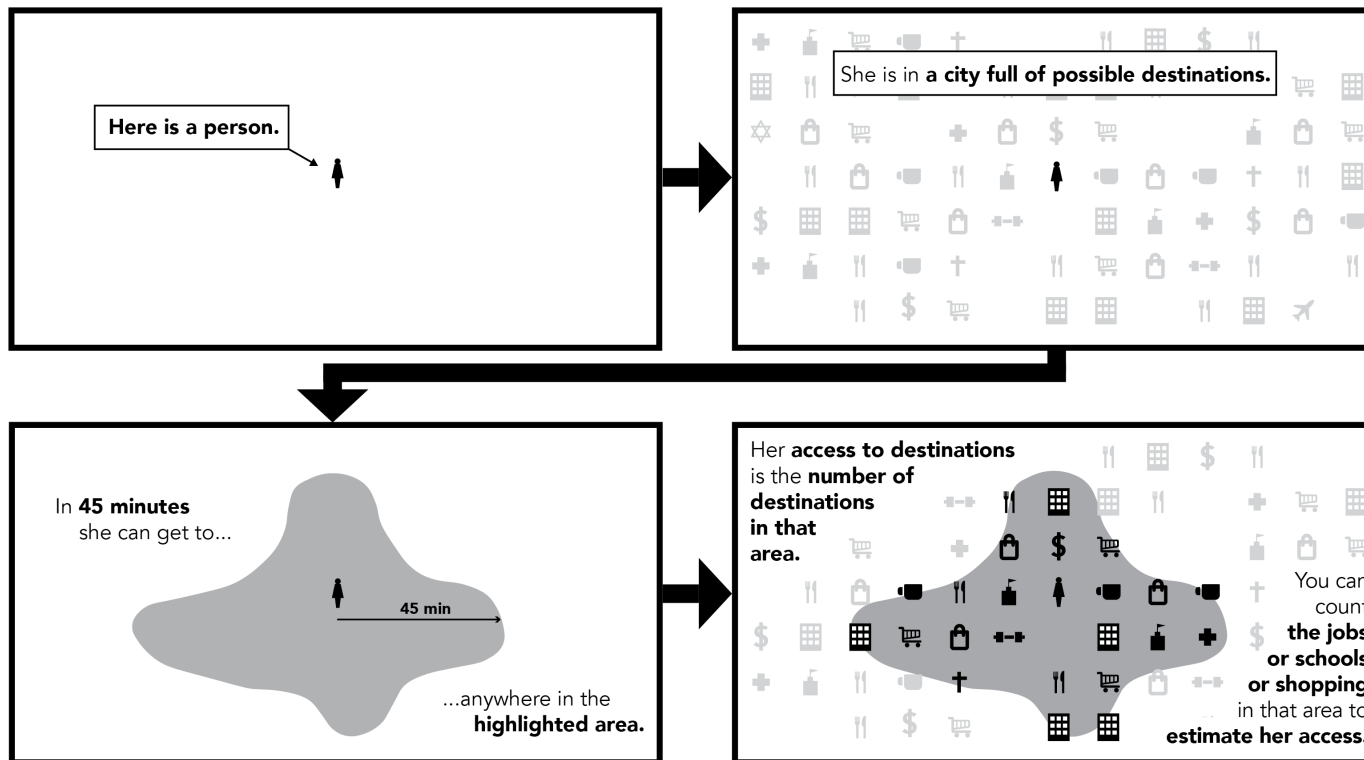 Here is a person.
She is in a city full of possible destinations.
In 45 minutes
she can get to...
45 min
...anywhere in the
highlighted area.
Her access to destinations
is the number of
destinations
in that
area.
You can
count
the jobs
or schools
or shopping
in that area to
estimate her access.